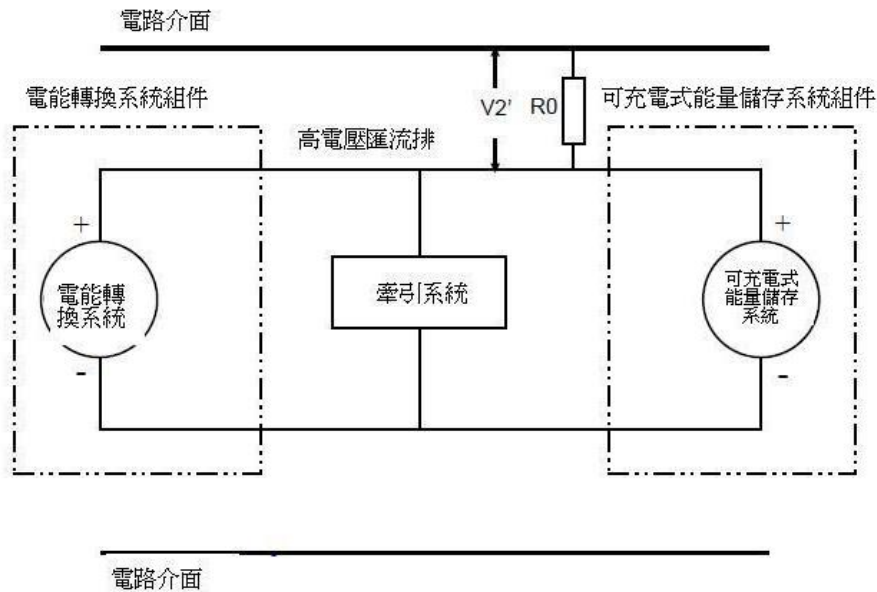 電路介面
電能轉換系統組件
V2'
R0
可充電式能量儲存系統組件
高電壓匯流排
+
+
電能轉
換系統
牽引系統
可充電式
能量儲存
系統
-
-
電路介面